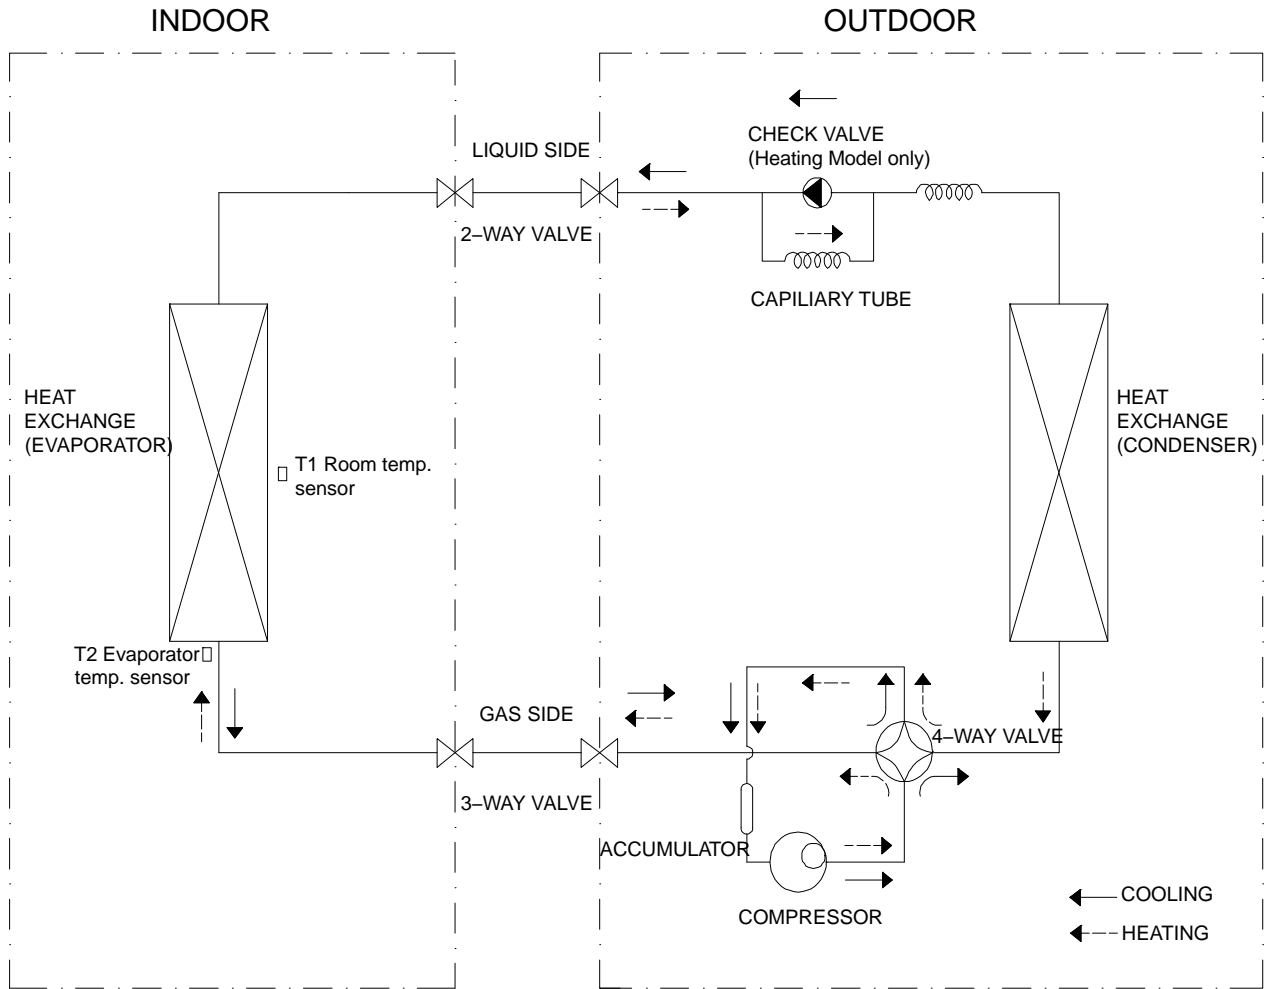 INDOOR
OUTDOOR
CHECK VALVE
(Heating Model only)
LIQUID SIDE
2–WAY VALVE
CAPILIARY TUBE
HEAT
EXCHANGE
(EVAPORATOR)
T1 Room temp.
sensor
HEAT
EXCHANGE
(CONDENSER)
T2 Evaporator
temp. sensor
GAS SIDE
4–WAY VALVE
3–WAY VALVE
ACCUMULATOR
COMPRESSOR
COOLING
HEATING